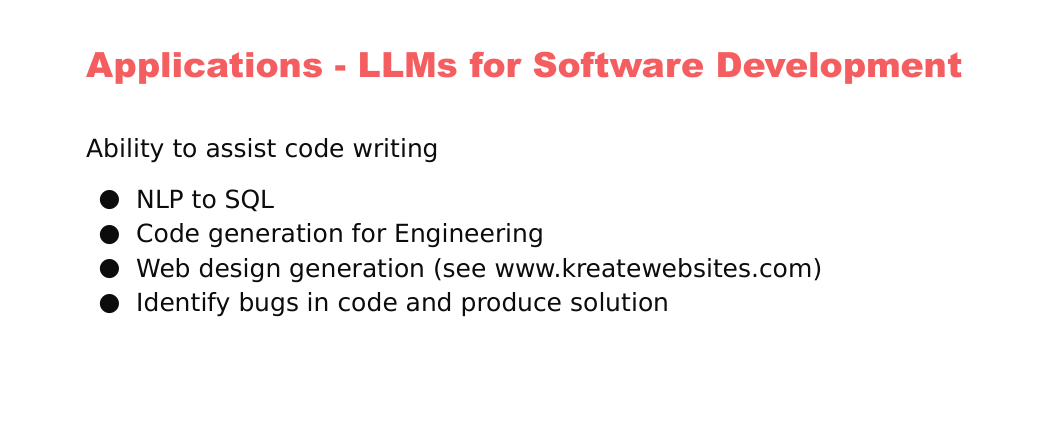 Applications - LLMs for Software Development
Ability to assist code writing
● NLP to SQL
● Code generation for Engineering
● Web design generation (see www.kreatewebsites.com)
● Identify bugs in code and produce solution